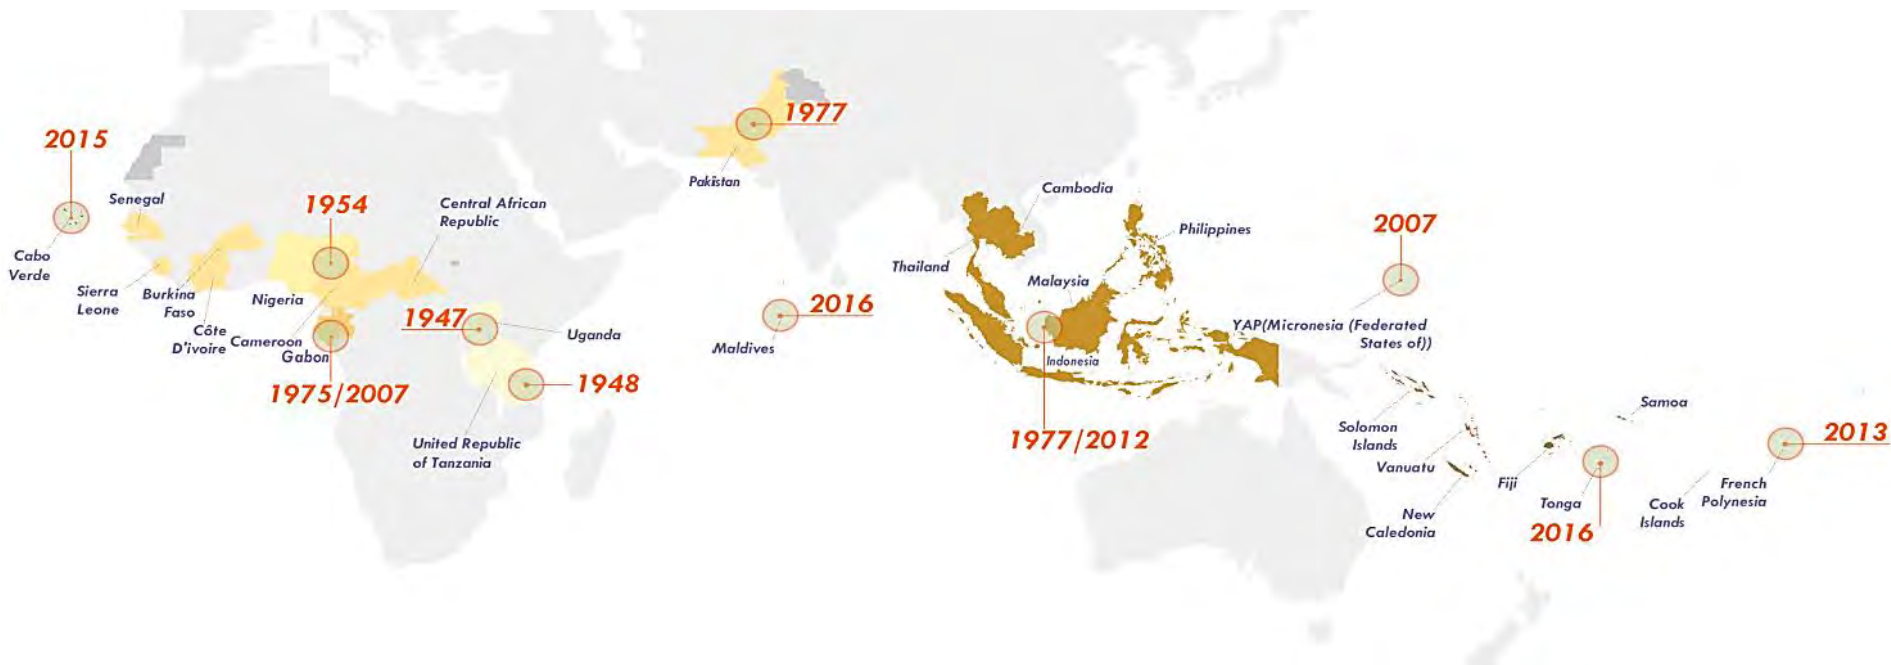 2015
Senegal
Cabo
Verde
Sierra
Leone
Burkina
Faso
Côte
D'ivoire
1954
Nigeria
Cameroon
Gabon
1975/2007
Central African
Republic
1947
Uganda
1948
United Republic
of Tanzania
1977
Pakistan
2016
Maldives
Cambodia
Thailand
Philippines
Malaysia
Indonesia
1977/2012
2007
YAP(Micronesia (Federated
States of))
Solomon
Islands
Vanuatu
New
Caledonia
Fiji
Samoa
Tonga
2016
Cook
Islands
French
Polynesia
2013